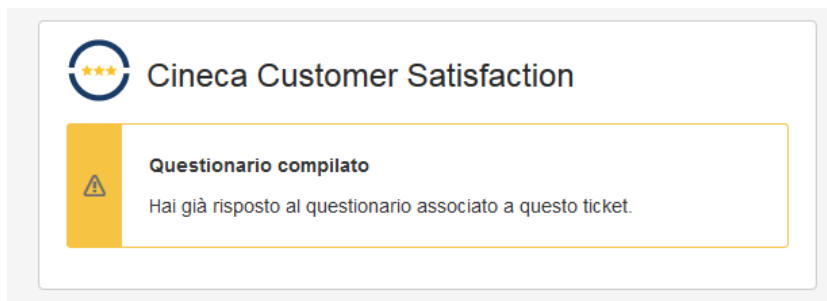 Cineca Customer Satisfaction
Questionario compilato
Hai già risposto al questionario associato a questo ticket.